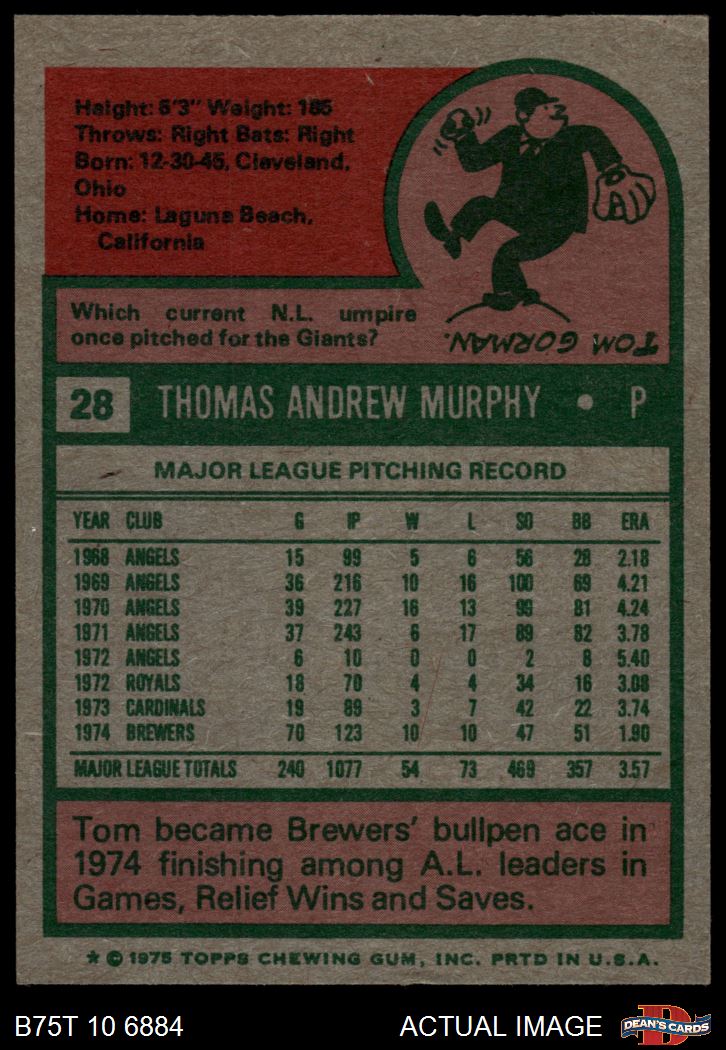 Height: 6'3" Weight: 185
Throws: Right Bats: Right
Born: 12-30-45, Cleveland,
Ohio
Home: Laguna Beach,
California
Which current N.L. umpire
once pitched for the Giants?
TOM GORMAN.
28 THOMAS ANDREW MURPHY • P
MAJOR LEAGUE PITCHING RECORD
YEAR CLUB G IP W L SO BB ERA
1968 ANGELS 15 99 5 6 56 28 2.18
1969 ANGELS 36 216 10 16 100 69 4.21
1970 ANGELS 39 227 16 13 99 81 4.24
1971 ANGELS 37 243 6 17 89 82 3.78
1972 ANGELS 6 10 0 0 2 8 5.40
1972 ROYALS 18 70 4 4 34 16 3.08
1973 CARDINALS 19 89 3 7 42 22 3.74
1974 BREWERS 70 123 10 10 47 51 1.90
MAJOR LEAGUE TOTALS 240 1077 54 73 469 357 3.57
Tom became Brewers' bullpen ace in
1974 finishing among A.L. leaders in
Games, Relief Wins and Saves.
* © 1975 TOPPS CHEWING GUM, INC. PRTD IN U.S.A.
B75T 10 6884 ACTUAL IMAGE DEAN'S CARDS